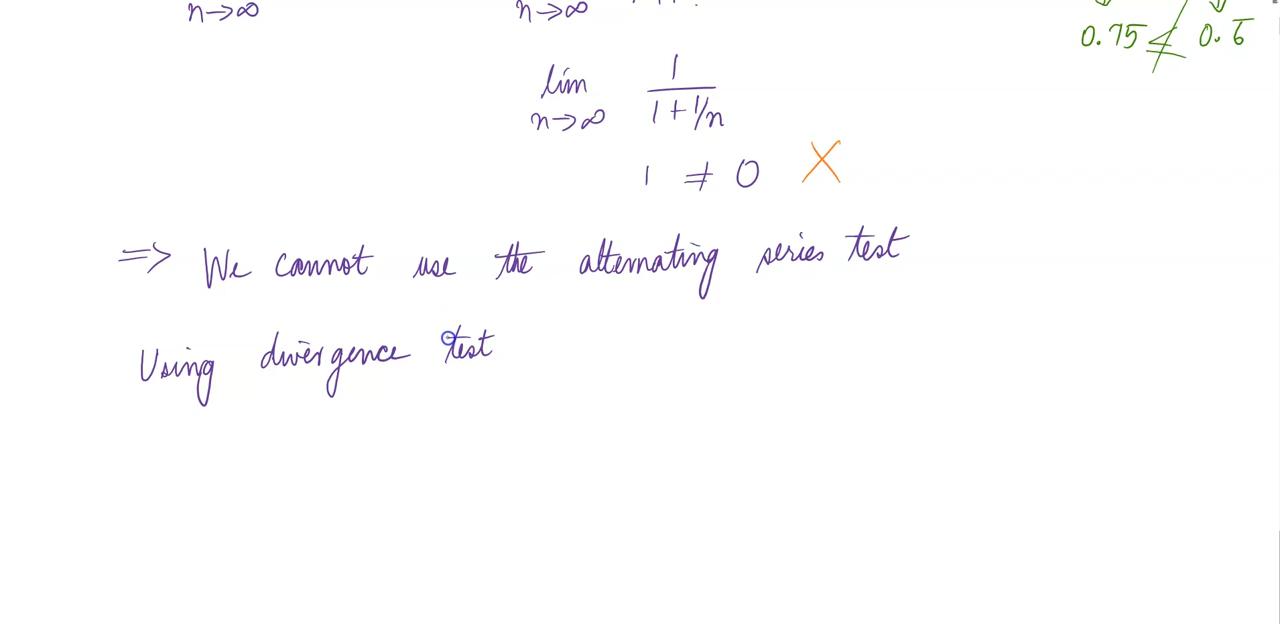 n→∞ n→∞
0.75 ≰ 0.6̅
lim 1/(1+1/n)
n→∞
1 ≠ 0 X
=> We cannot use the alternating series test
Using divergence test